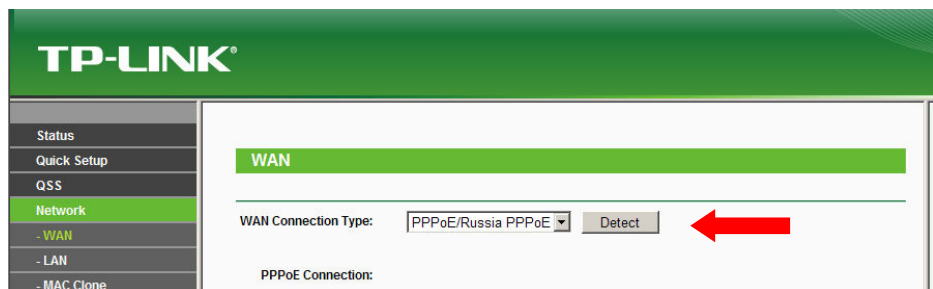 TP-LINK®
Status
Quick Setup
QSS
Network
- WAN
- LAN
- MAC Clone
WAN
WAN Connection Type: PPPoE/Russia PPPoE Detect
PPPoE Connection: